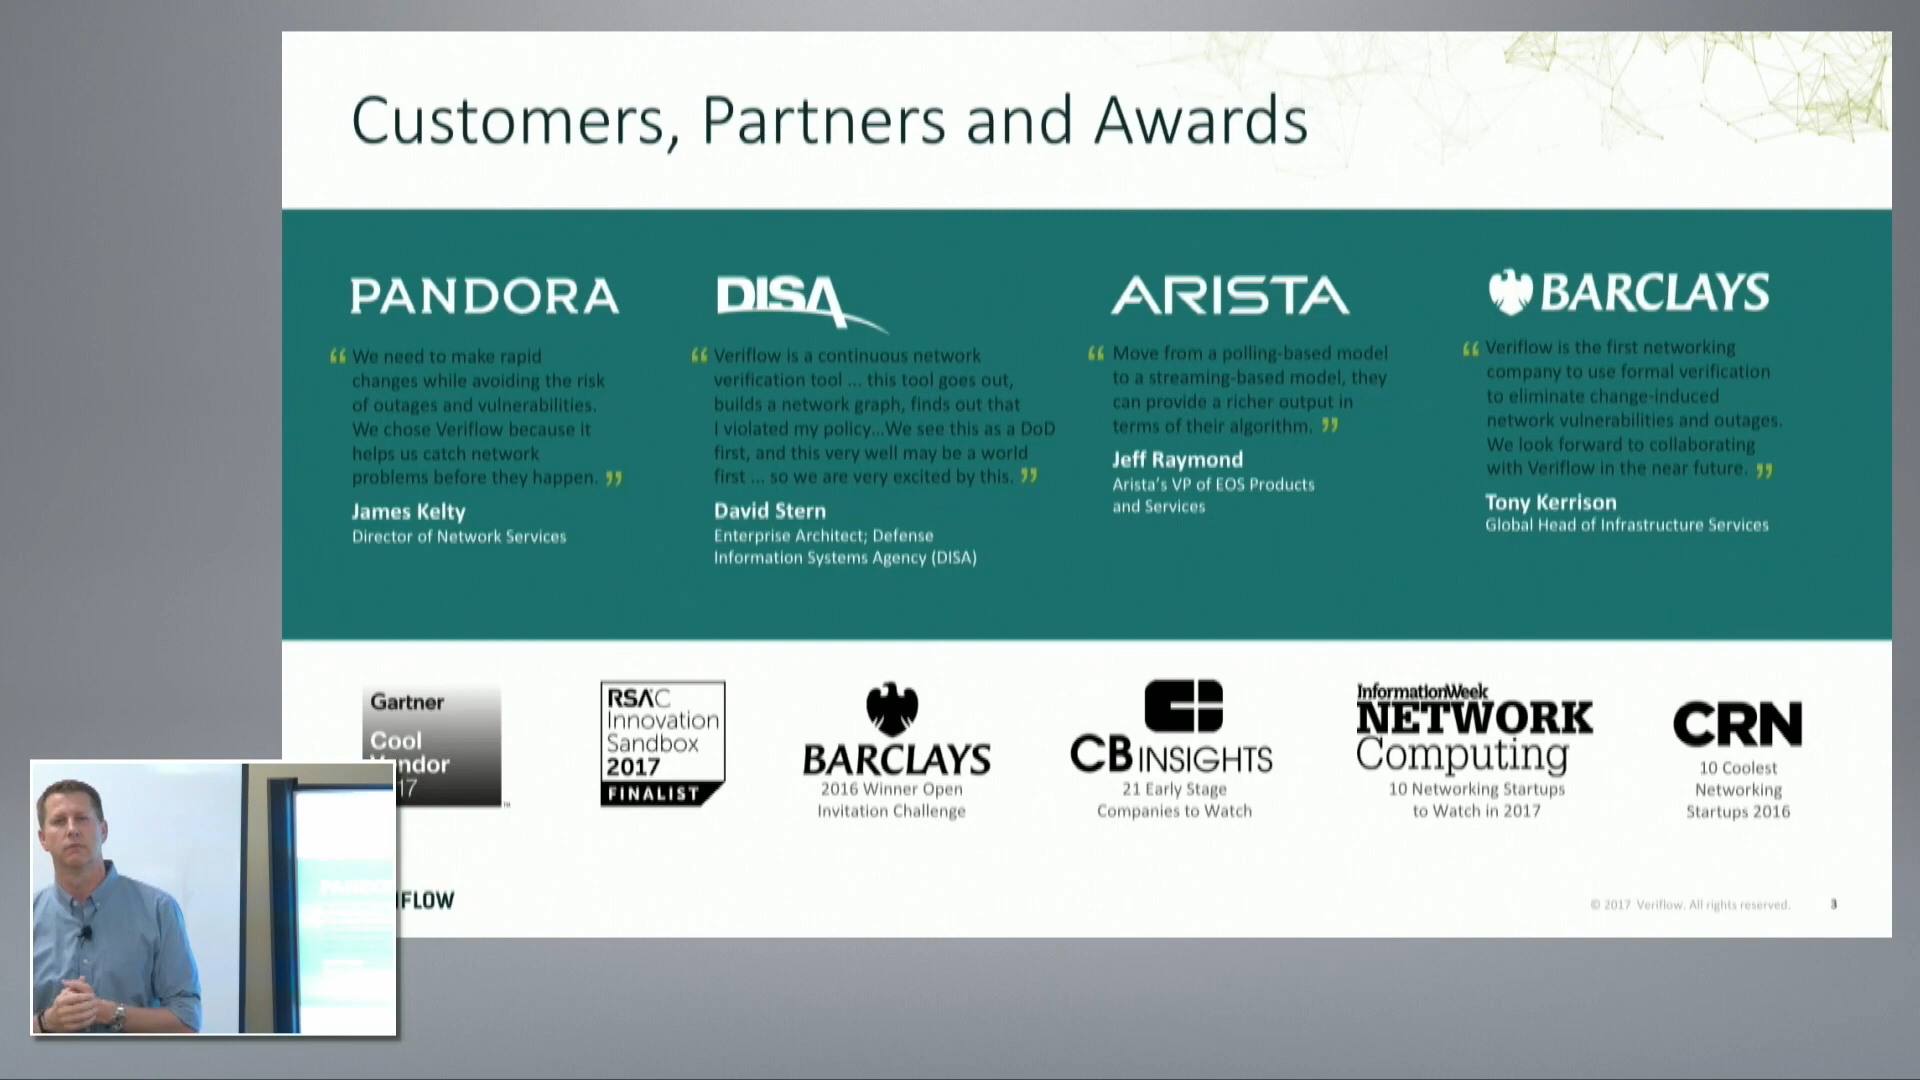 Customers, Partners and Awards
PANDORA
“ We need to make rapid
changes while avoiding the risk
of outages and vulnerabilities.
We chose Veriflow because it
helps us catch network
problems before they happen. ”
James Kelty
Director of Network Services
DISA
“ Veriflow is a continuous network
verification tool ... this tool goes out,
builds a network graph, finds out that
I violated my policy...We see this as a DoD
first, and this very well may be a world
first ... so we are very excited by this. ”
David Stern
Enterprise Architect; Defense
Information Systems Agency (DISA)
ARISTA
“ Move from a polling-based model
to a streaming-based model, they
can provide a richer output in
terms of their algorithm. ”
Jeff Raymond
Arista's VP of EOS Products
and Services
BARCLAYS
“ Veriflow is the first networking
company to use formal verification
to eliminate change-induced
network vulnerabilities and outages.
We look forward to collaborating
with Veriflow in the near future. ”
Tony Kerrison
Global Head of Infrastructure Services
Gartner
Cool
Vendor
17
™
RSAC
Innovation
Sandbox
2017
FINALIST
BARCLAYS
2016 Winner Open
Invitation Challenge
CB INSIGHTS
21 Early Stage
Companies to Watch
InformationWeek
NETWORK
Computing
10 Networking Startups
to Watch in 2017
CRN
10 Coolest
Networking
Startups 2016
IFLOW
© 2017 Veriflow. All rights reserved.
3